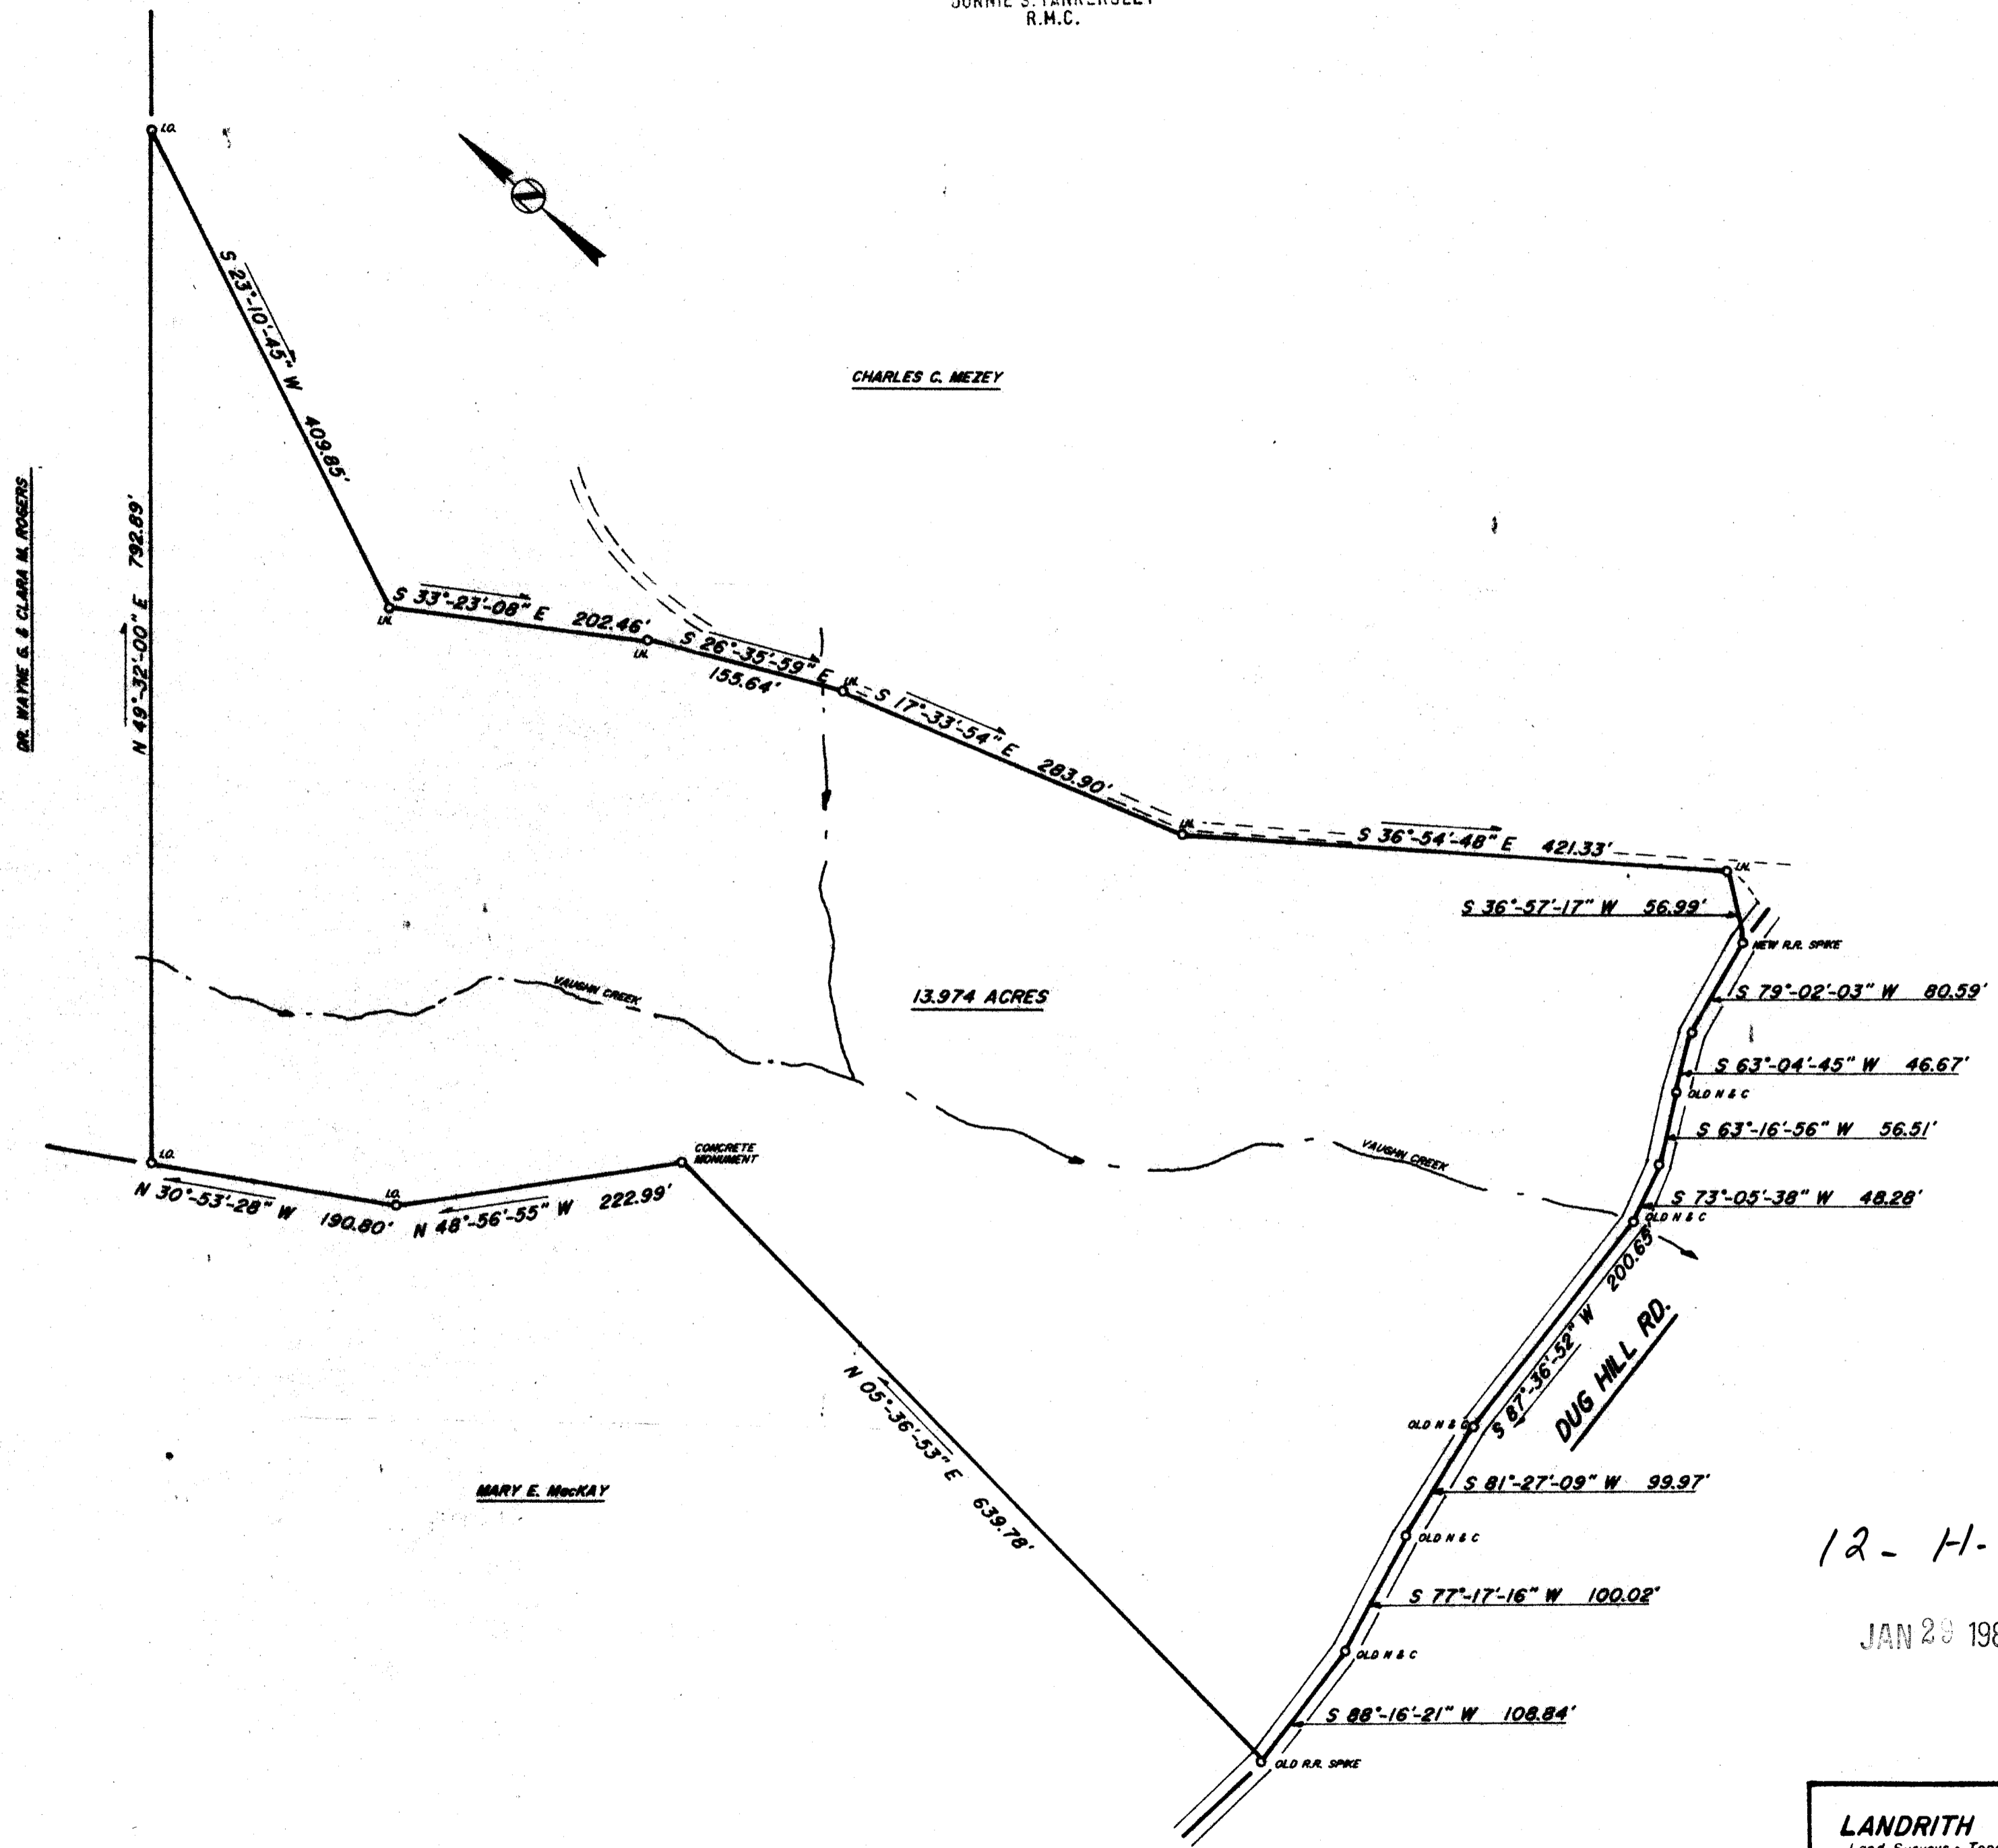 R.M.C.
I.O.
N
S 23°-10'-45" W 409.85'
CHARLES C. MEZEY
DR. WAYNE G. & CLARA M. ROGERS
N 49°-32'-00" E 792.89'
S 33°-23'-08" E 202.46'
I.N.
I.N.
S 26°-35'-59" E
155.64'
I.N.
S 17°-33'-54" E 283.90'
I.N.
S 36°-54'-48" E 421.33'
I.N.
S 36°-57'-17" W 56.99'
NEW R.R. SPIKE
VAUGHN CREEK
13.974 ACRES
S 79°-02'-03" W 80.59'
S 63°-04'-45" W 46.67'
OLD N & C
S 63°-16'-56" W 56.51'
VAUGHN CREEK
CONCRETE
MONUMENT
I.O.
N 30°-53'-28" W 190.80'
I.O.
N 48°-56'-55" W 222.99'
S 73°-05'-38" W 48.28'
OLD N & C
S 87°-36'-52" W 200.65'
DUG HILL RD.
OLD N & C
N 05°-36'-53" E 639.78'
MARY E. MacKAY
S 81°-27'-09" W 99.97'
OLD N & C
12- H-
S 77°-17'-16" W 100.02'
JAN 29 198
OLD N & C
S 88°-16'-21" W 108.84'
OLD R.R. SPIKE
LANDRITH